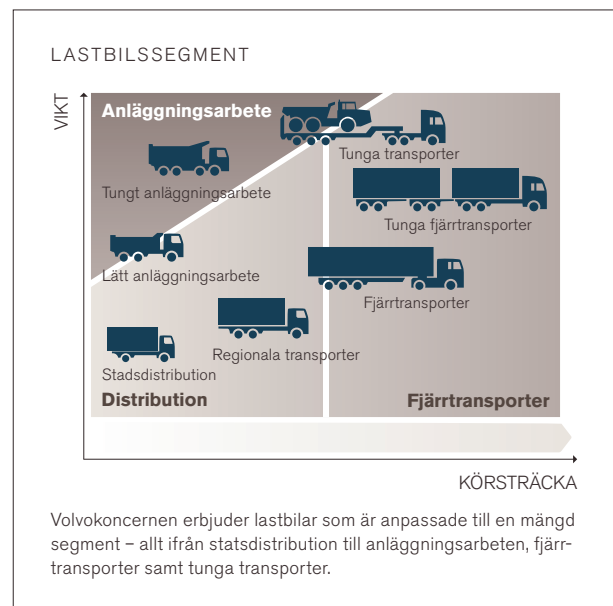 LASTBILSSEGMENT
VIKT
Anläggningsarbete
Tunga transporter
Tungt anläggningsarbete
Tunga fjärrtransporter
Lätt anläggningsarbete
Fjärrtransporter
Regionala transporter
Stadsdistribution
Distribution
Fjärrtransporter
KÖRSTRÄCKA
Volvokoncernen erbjuder lastbilar som är anpassade till en mängd
segment – allt ifrån statsdistribution till anläggningsarbeten, fjärr-
transporter samt tunga transporter.